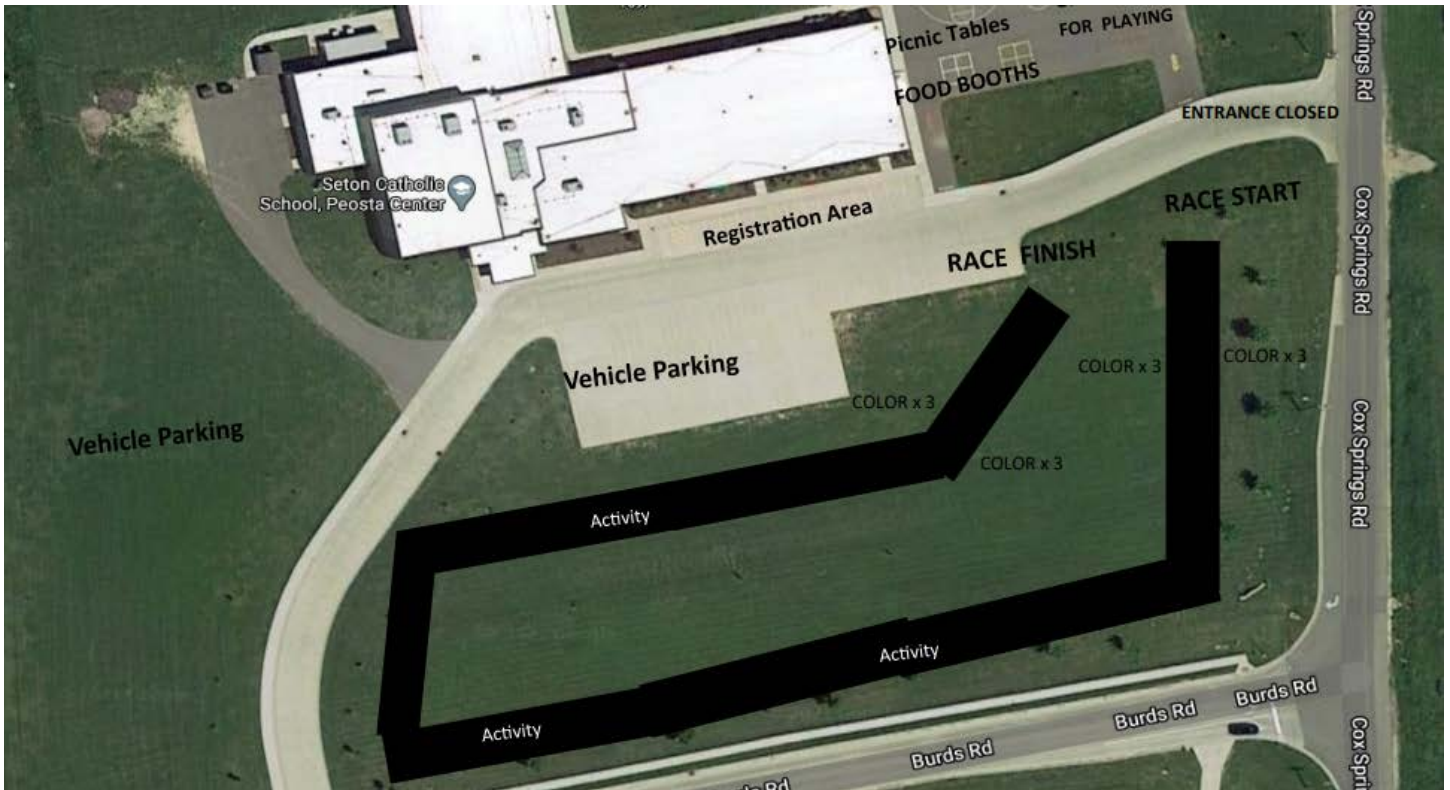 Picnic Tables
FOR PLAYING
FOOD BOOTHS
ENTRANCE CLOSED
Springs Rd
Seton Catholic
School, Peosta Center
Registration Area
RACE START
RACE FINISH
Cox Springs Rd
Vehicle Parking
COLOR x 3
COLOR x 3
COLOR x 3
Vehicle Parking
COLOR x 3
Cox Springs Rd
Activity
Activity
Activity
Burds Rd
Burds Rd
Burds Rd
Cox Spri